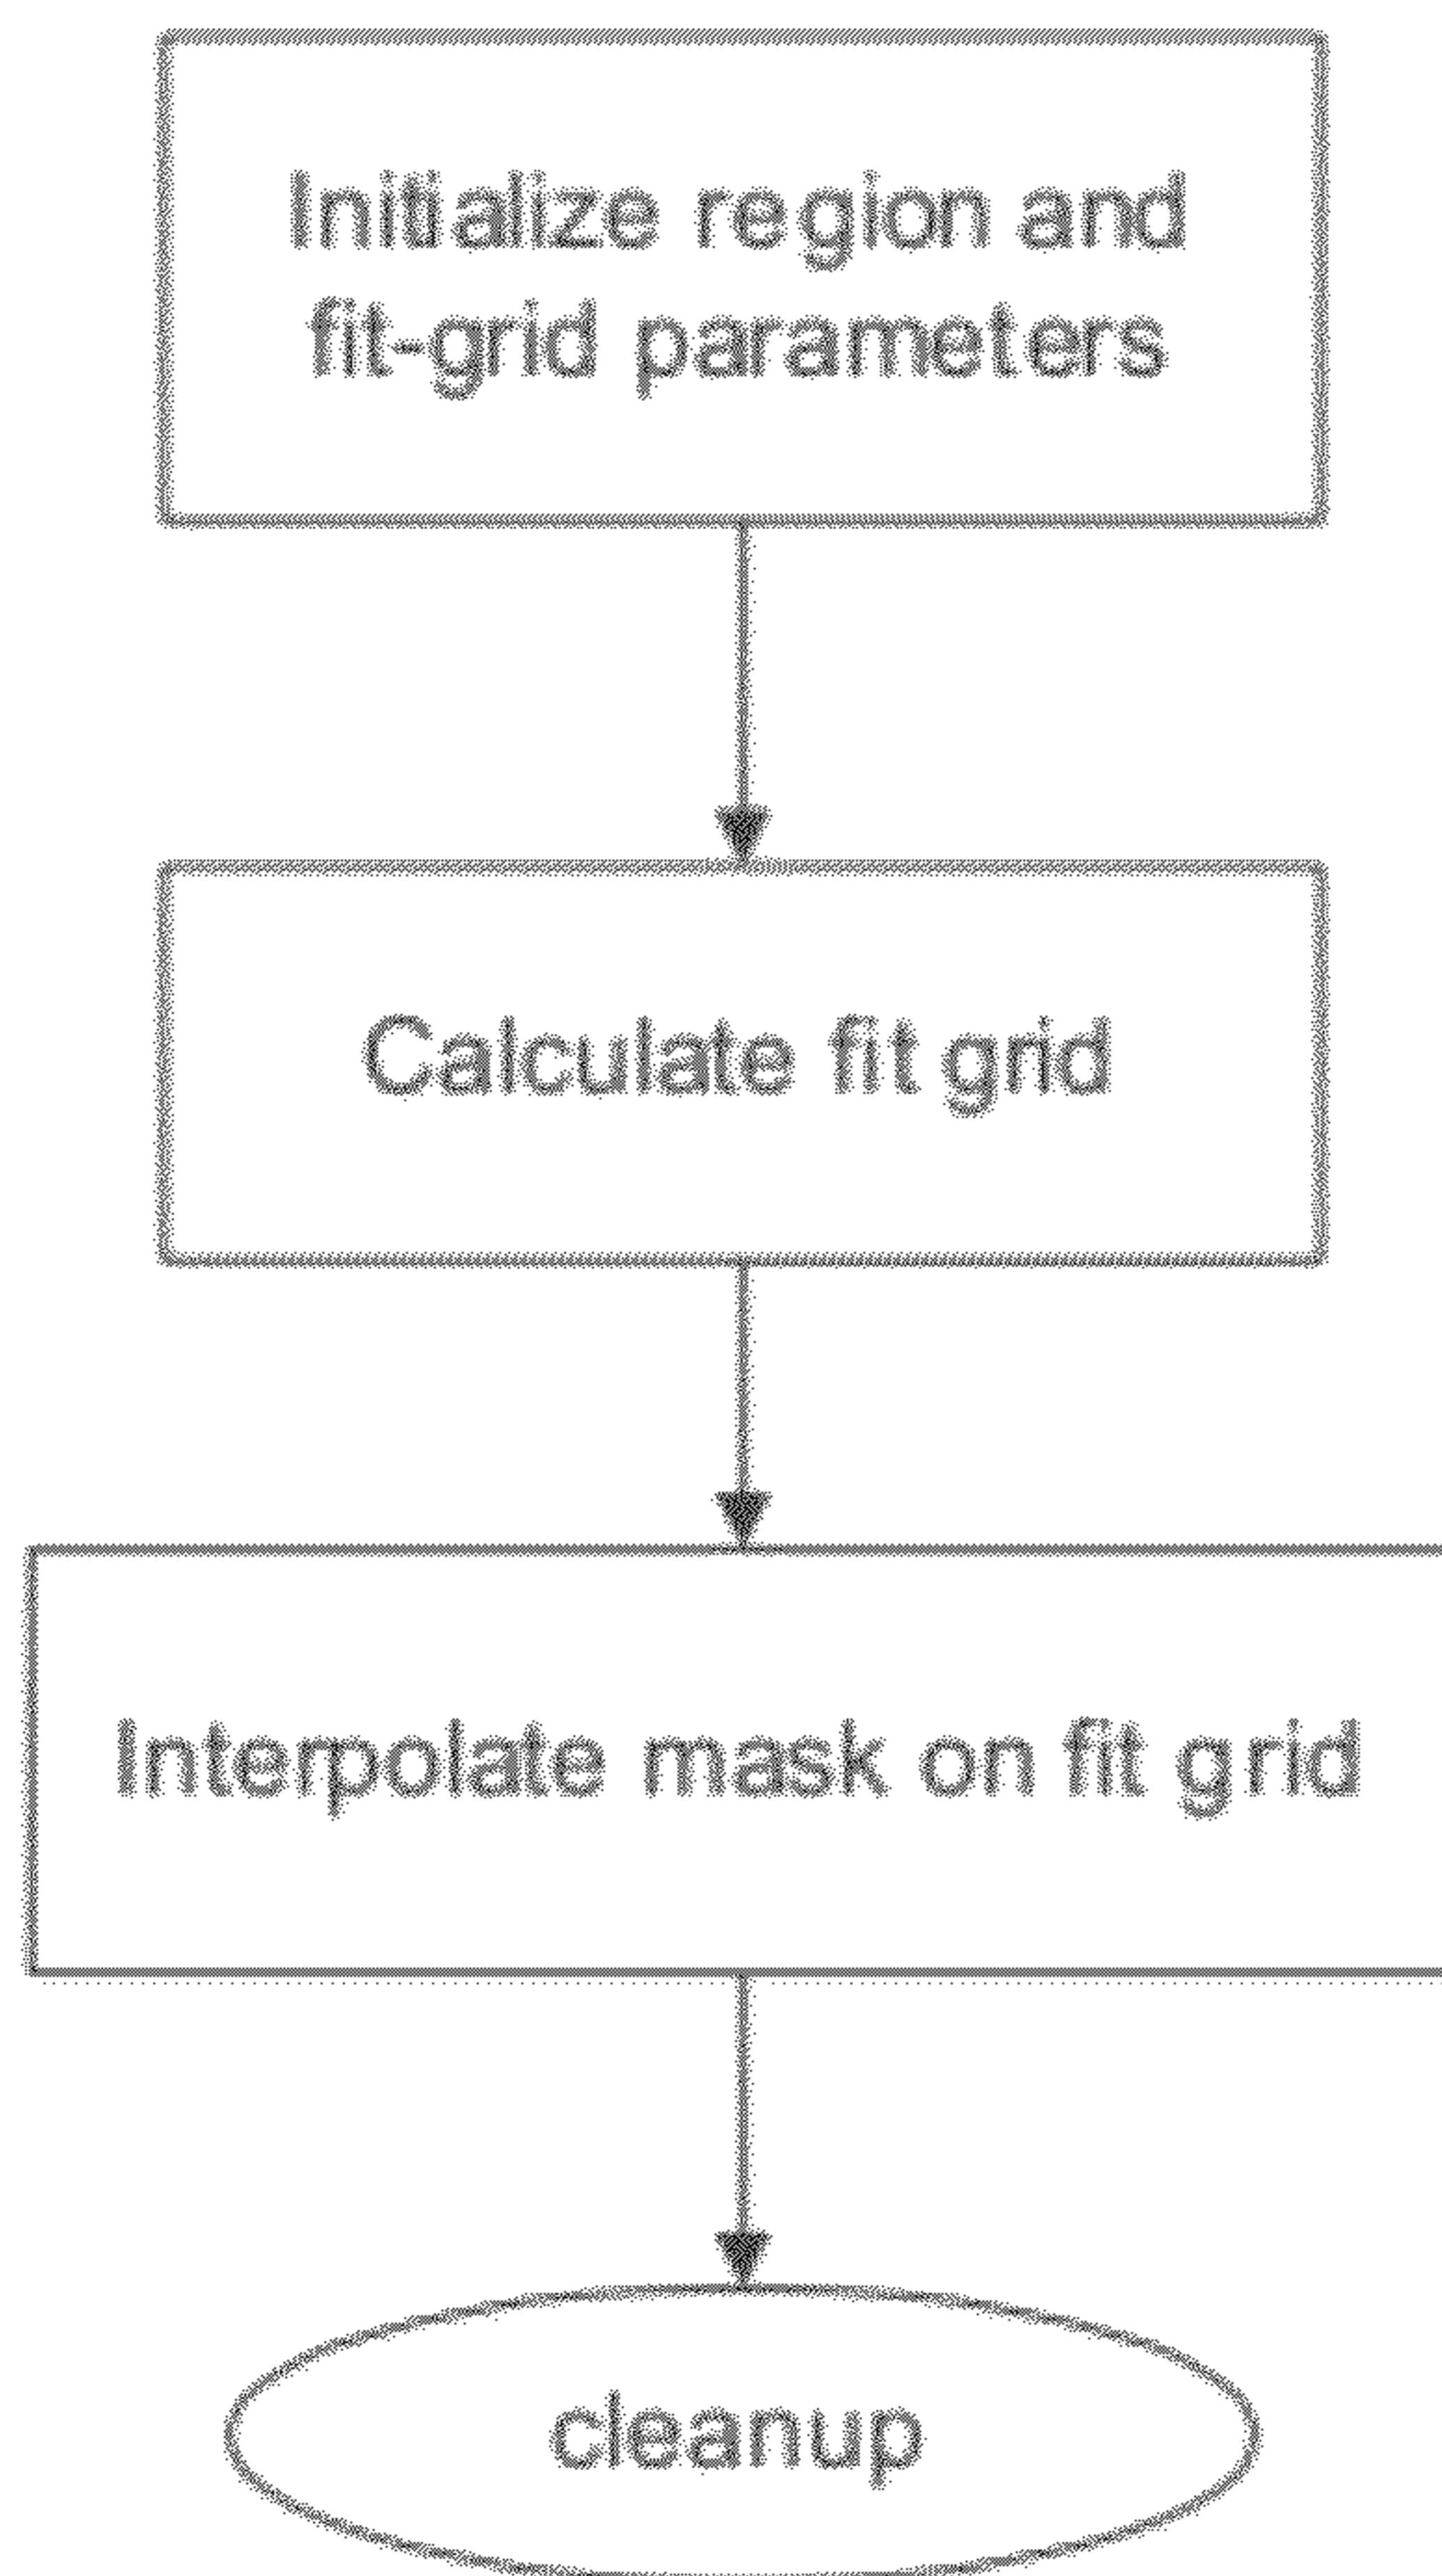 Initialize region and
fit-grid parameters
Calculate fit grid
Interpolate mask on fit grid
cleanup